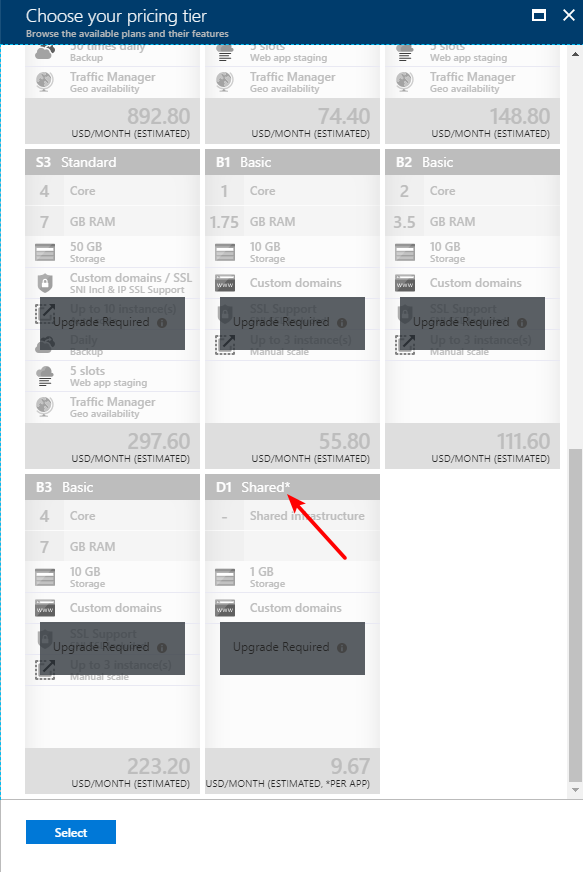 Choose your pricing tier
Browse the available plans and their features
50 times daily
Backup
Traffic Manager
Geo availability
892.80
USD/MONTH (ESTIMATED)
5 slots
Web app staging
Traffic Manager
Geo availability
74.40
USD/MONTH (ESTIMATED)
5 slots
Web app staging
Traffic Manager
Geo availability
148.80
USD/MONTH (ESTIMATED)
S3 Standard
4 Core
7 GB RAM
50 GB
Storage
Custom domains / SSL
SNI Incl & IP SSL Support
Up to 10 instance(s)
Upgrade Required
Daily
Backup
5 slots
Web app staging
Traffic Manager
Geo availability
297.60
USD/MONTH (ESTIMATED)
B1 Basic
1 Core
1.75 GB RAM
10 GB
Storage
WWW Custom domains
SSL Support
Upgrade Required
Up to 3 instance(s)
Manual scale
55.80
USD/MONTH (ESTIMATED)
B2 Basic
2 Core
3.5 GB RAM
10 GB
Storage
WWW Custom domains
SSL Support
Upgrade Required
Up to 3 instance(s)
Manual scale
111.60
USD/MONTH (ESTIMATED)
B3 Basic
4 Core
7 GB RAM
10 GB
Storage
WWW Custom domains
SSL Support
Upgrade Required
Up to 3 instance(s)
Manual scale
223.20
USD/MONTH (ESTIMATED)
D1 Shared*
- Shared infrastructure
1 GB
Storage
WWW Custom domains
Upgrade Required
9.67
USD/MONTH (ESTIMATED, *PER APP)
Select